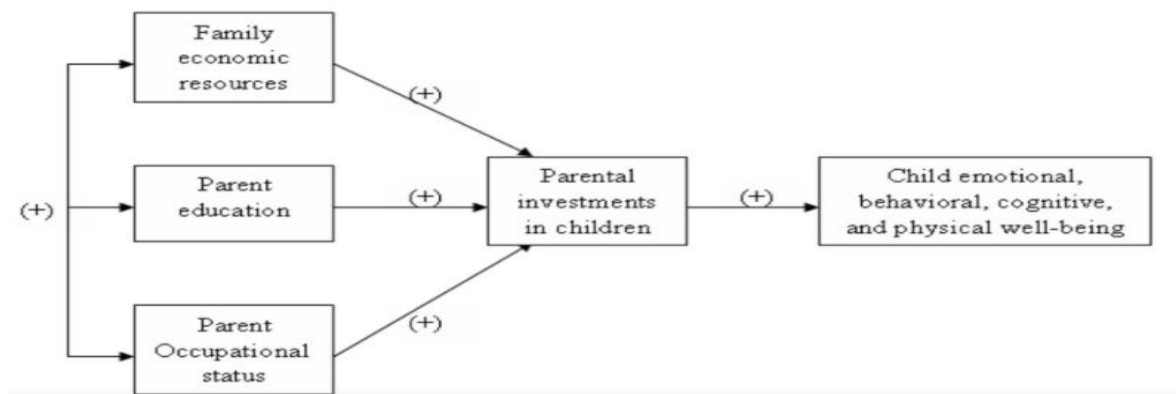 Family
economic
resources
(+)
Parent
education
(+)
(+)
Parental
investments
in children
(+)
Child emotional,
behavioral, cognitive,
and physical well-being
Parent
Occupational
status
(+)